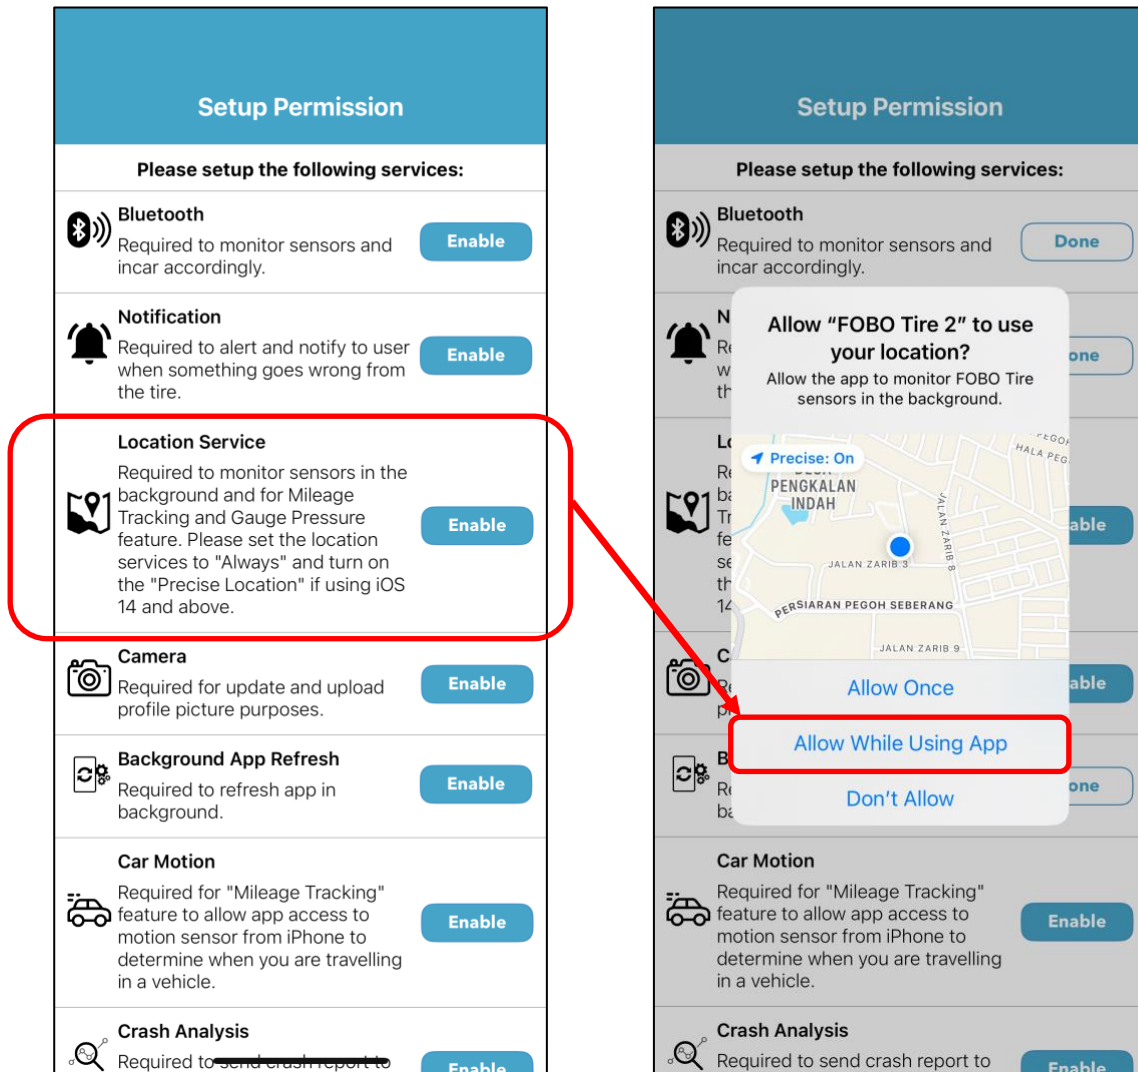 Setup Permission
Please setup the following services:
Bluetooth
Required to monitor sensors and
incar accordingly.
Enable
Notification
Required to alert and notify to user
when something goes wrong from
the tire.
Enable
Location Service
Required to monitor sensors in the
background and for Mileage
Tracking and Gauge Pressure
feature. Please set the location
services to "Always" and turn on
the "Precise Location" if using iOS
14 and above.
Enable
Camera
Required for update and upload
profile picture purposes.
Enable
Background App Refresh
Required to refresh app in
background.
Enable
Car Motion
Required for "Mileage Tracking"
feature to allow app access to
motion sensor from iPhone to
determine when you are travelling
in a vehicle.
Enable
Crash Analysis
Required to send crash report to
Enable
Setup Permission
Please setup the following services:
Bluetooth
Required to monitor sensors and
incar accordingly.
Done
Allow “FOBO Tire 2” to use
your location?
Allow the app to monitor FOBO Tire
sensors in the background.
Precise: On
PENGKALAN
INDAH
HALA PEG
JALAN ZARIB 8
JALAN ZARIB 3
PERSIARAN PEGOH SEBERANG
JALAN ZARIB 9
Allow Once
Allow While Using App
Don’t Allow
Car Motion
Required for "Mileage Tracking"
feature to allow app access to
motion sensor from iPhone to
determine when you are travelling
in a vehicle.
Enable
Crash Analysis
Required to send crash report to
Enable